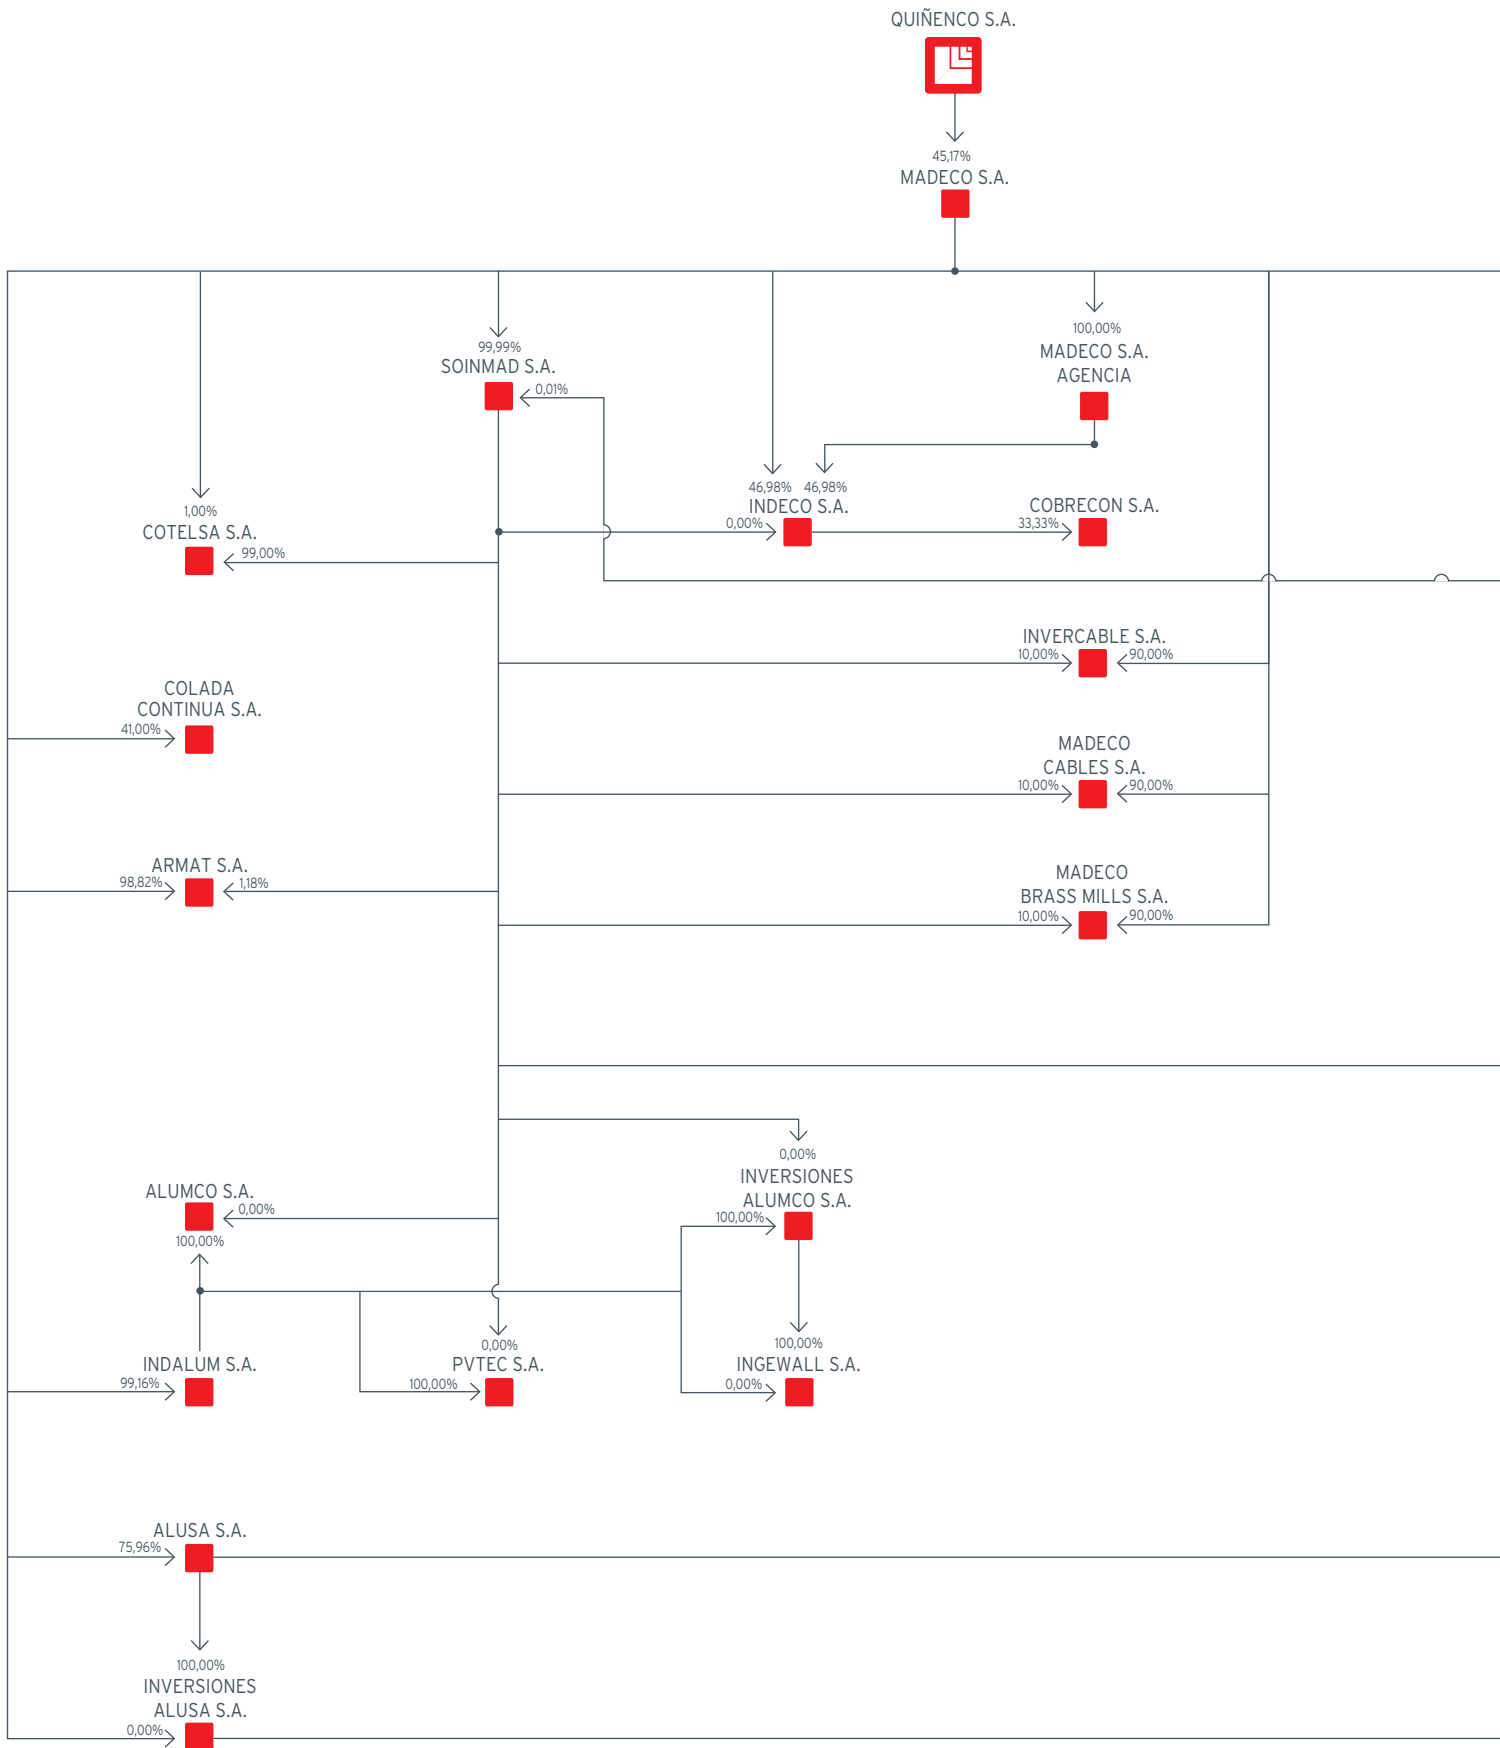 QUIÑENCO S.A.
45,17%
MADECO S.A.
99,99%
SOINMAD S.A.
0,01%
100,00%
MADECO S.A.
AGENCIA
1,00%
COTELSA S.A.
99,00%
46,98% 46,98%
INDECO S.A.
0,00%
COBRECON S.A.
33,33%
INVERCABLE S.A.
10,00% 90,00%
COLADA
CONTINUA S.A.
41,00%
MADECO
CABLES S.A.
10,00% 90,00%
ARMAT S.A.
98,82% 1,18%
MADECO
BRASS MILLS S.A.
10,00% 90,00%
0,00%
INVERSIONES
ALUMCO S.A.
100,00%
ALUMCO S.A.
0,00%
100,00%
INDALUM S.A.
99,16%
0,00%
PVTEC S.A.
100,00%
100,00%
INGEWALL S.A.
0,00%
ALUSA S.A.
75,96%
100,00%
INVERSIONES
ALUSA S.A.
0,00%